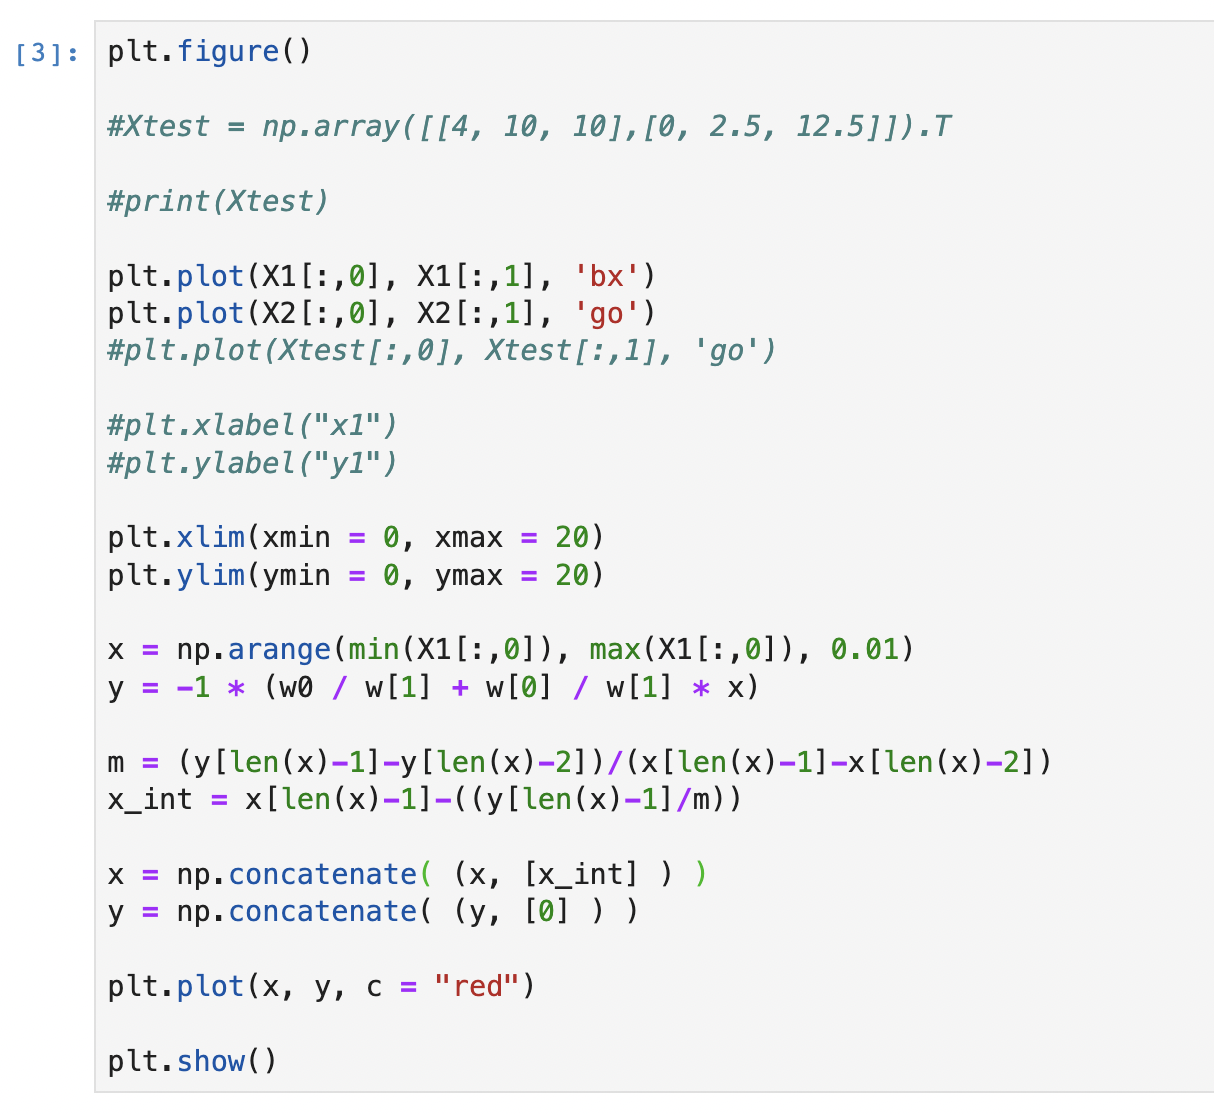 [3]: plt.figure()
#Xtest = np.array([[4, 10, 10],[0, 2.5, 12.5]]).T
#print(Xtest)
plt.plot(X1[:,0], X1[:,1], 'bx')
plt.plot(X2[:,0], X2[:,1], 'go')
#plt.plot(Xtest[:,0], Xtest[:,1], 'go')
#plt.xlabel("x1")
#plt.ylabel("y1")
plt.xlim(xmin = 0, xmax = 20)
plt.ylim(ymin = 0, ymax = 20)
x = np.arange(min(X1[:,0]), max(X1[:,0]), 0.01)
y = -1 * (w0 / w[1] + w[0] / w[1] * x)
m = (y[len(x)-1]-y[len(x)-2])/(x[len(x)-1]-x[len(x)-2])
x_int = x[len(x)-1]-((y[len(x)-1]/m))
x = np.concatenate( (x, [x_int] ) )
y = np.concatenate( (y, [0] ) )
plt.plot(x, y, c = "red")
plt.show()